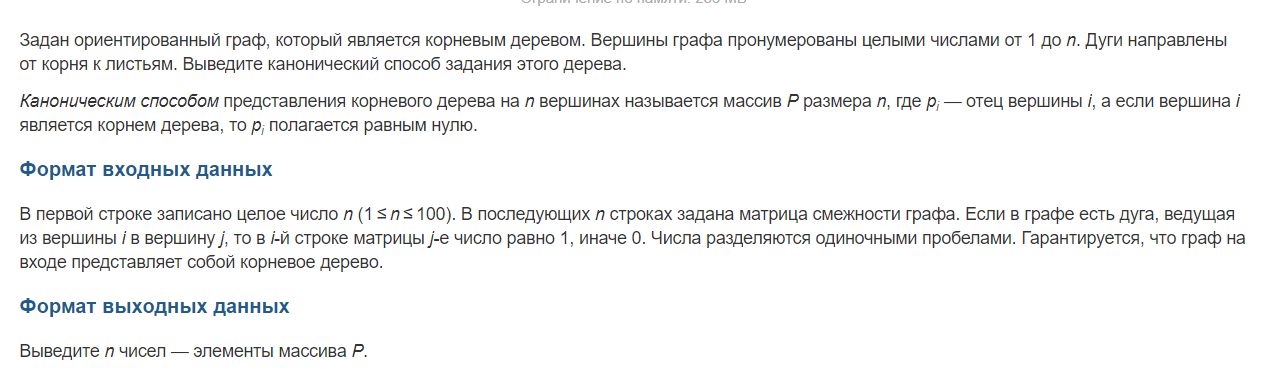 Ограничение по памяти: 256 MB
Задан ориентированный граф, который является корневым деревом. Вершины графа пронумерованы целыми числами от 1 до n. Дуги направлены
от корня к листьям. Выведите канонический способ задания этого дерева.
Каноническим способом представления корневого дерева на n вершинах называется массив P размера n, где pi — отец вершины i, а если вершина i
является корнем дерева, то pi полагается равным нулю.
Формат входных данных
В первой строке записано целое число n (1 ≤ n ≤ 100). В последующих n строках задана матрица смежности графа. Если в графе есть дуга, ведущая
из вершины i в вершину j, то в i-й строке матрицы j-е число равно 1, иначе 0. Числа разделяются одиночными пробелами. Гарантируется, что граф на
входе представляет собой корневое дерево.
Формат выходных данных
Выведите n чисел — элементы массива P.